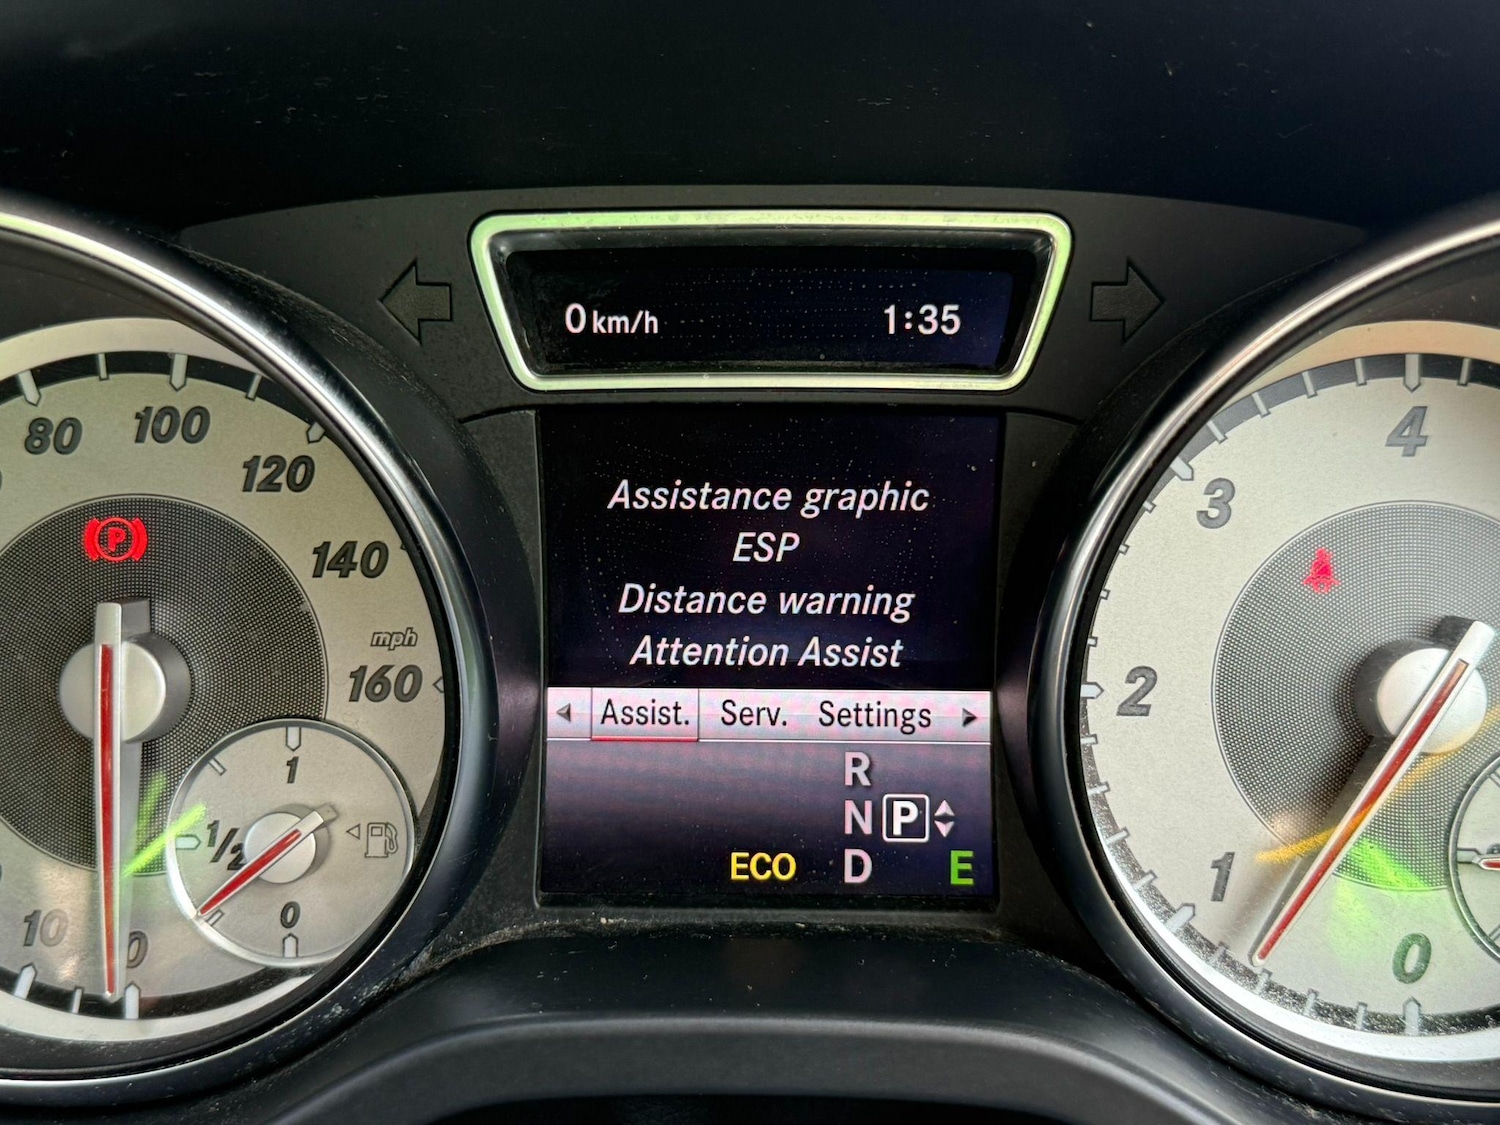 0 km/h 1:35
80
100
120
140
mph
160
10
0
1
1/2
0
P
Assistance graphic
ESP
Distance warning
Attention Assist
Assist. Serv. Settings
R
N P
D
ECO E
4
3
2
1
0